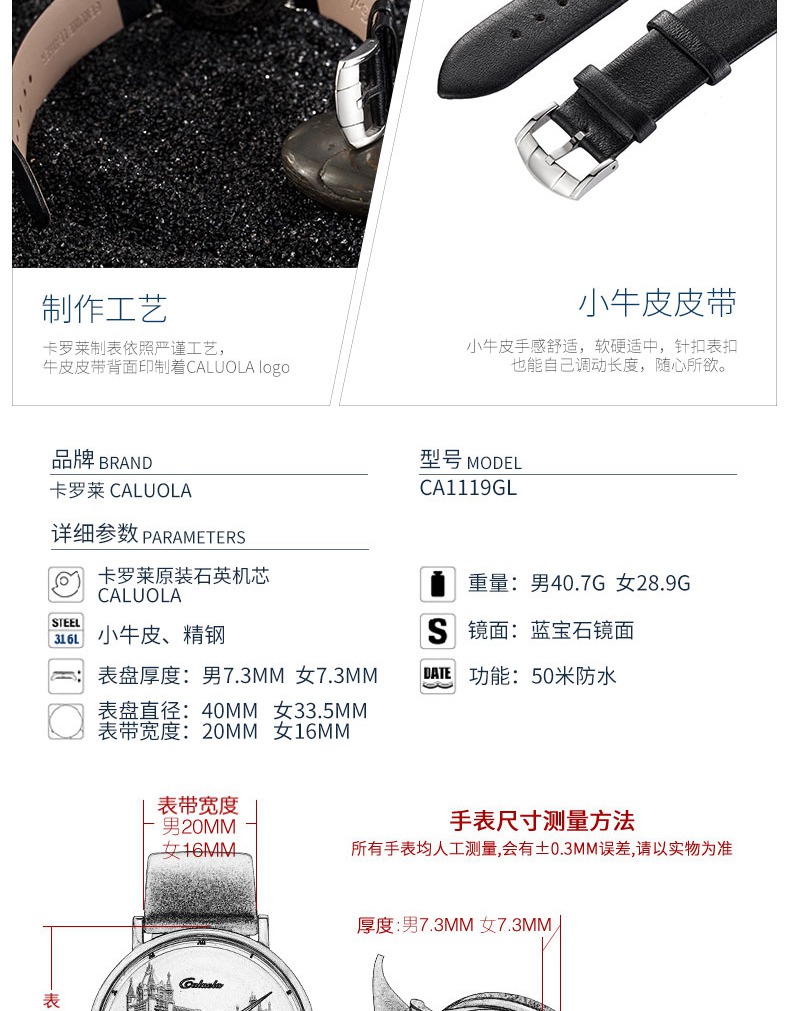 制作工艺
卡罗莱制表依照严谨工艺，
牛皮皮带背面印制着CALUOLA logo
小牛皮皮带
小牛皮手感舒适，软硬适中，针扣表扣
也能自己调动长度，随心所欲。
品牌 BRAND
卡罗莱 CALUOLA
型号 MODEL
CA1119GL
详细参数 PARAMETERS
卡罗莱原装石英机芯
CALUOLA
重量：男40.7G 女28.9G
STEEL
316L
小牛皮、精钢
S
镜面：蓝宝石镜面
表盘厚度：男7.3MM 女7.3MM
DATE
功能：50米防水
表盘直径：40MM 女33.5MM
表带宽度：20MM 女16MM
表带宽度
男20MM
女16MM
手表尺寸测量方法
所有手表均人工测量,会有±0.3MM误差,请以实物为准
厚度:男7.3MM 女7.3MM
Caluola
表